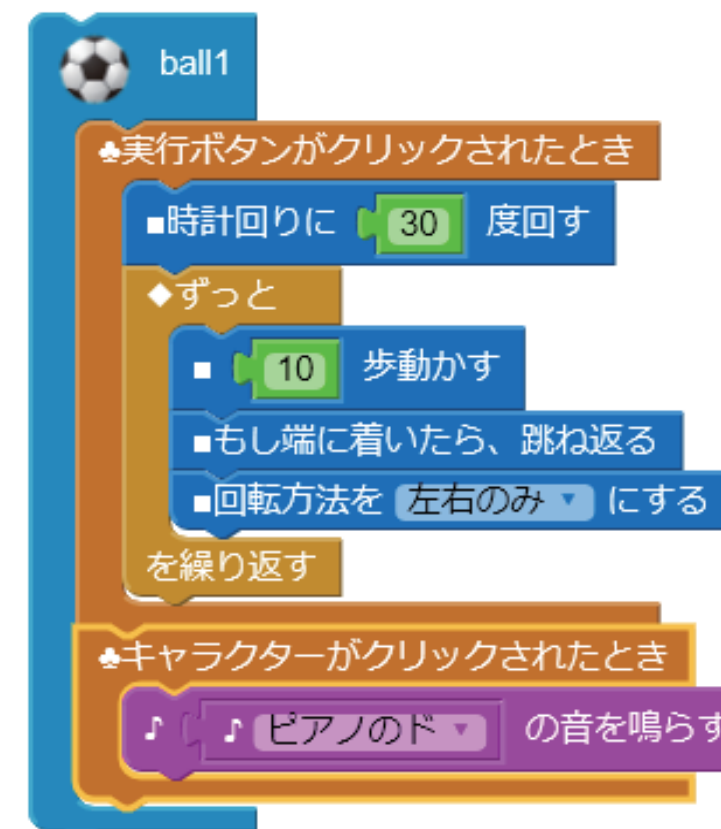 ball1
♣実行ボタンがクリックされたとき
■時計回りに 30 度回す
◆ずっと
■ 10 歩動かす
■もし端に着いたら、跳ね返る
■回転方法を 左右のみ ▼ にする
を繰り返す
♣キャラクターがクリックされたとき
♪ ♪ ピアノのド ▼ の音を鳴らす